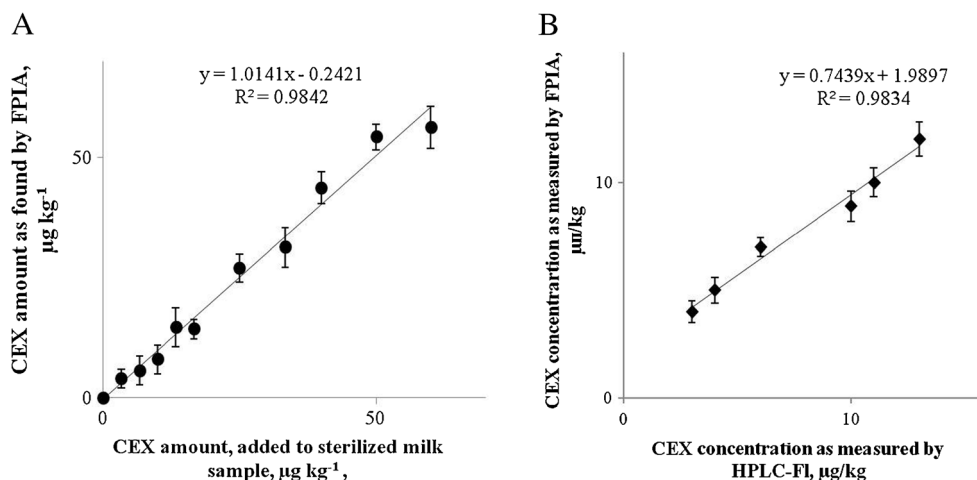 A
CEX amount as found by FPIA,
µg kg⁻¹
y = 1.0141x - 0.2421
R² = 0.9842
50
0
0
50
CEX amount, added to sterilized milk
sample, µg kg⁻¹,
B
CEX concentrartion as measured by FPIA,
µп/kg
y = 0.7439x + 1.9897
R² = 0.9834
10
0
0
10
CEX concentration as measured by
HPLC-Fl, µg/kg